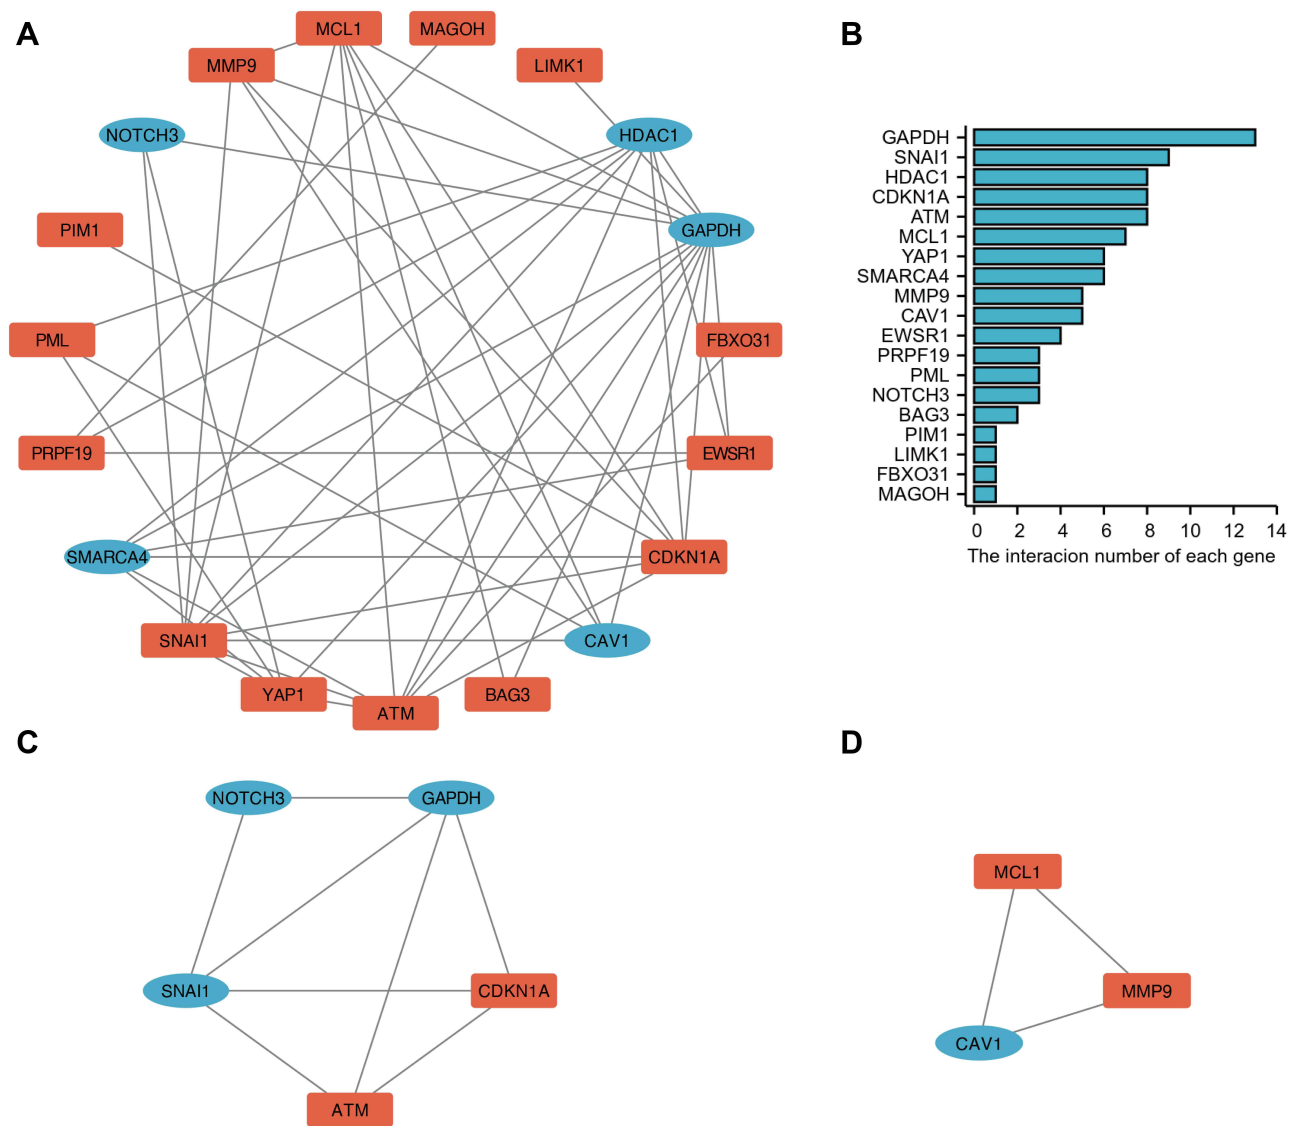 A
MCL1
MAGOH
MMP9
LIMK1
NOTCH3
HDAC1
PIM1
GAPDH
PML
FBXO31
PRPF19
EWSR1
SMARCA4
CDKN1A
SNAI1
CAV1
YAP1
ATM
BAG3
B
GAPDH
SNAI1
HDAC1
CDKN1A
ATM
MCL1
YAP1
SMARCA4
MMP9
CAV1
EWSR1
PRPF19
PML
NOTCH3
BAG3
PIM1
LIMK1
FBXO31
MAGOH
0 2 4 6 8 10 12 14
The interacion number of each gene
C
NOTCH3
GAPDH
SNAI1
CDKN1A
ATM
D
MCL1
MMP9
CAV1